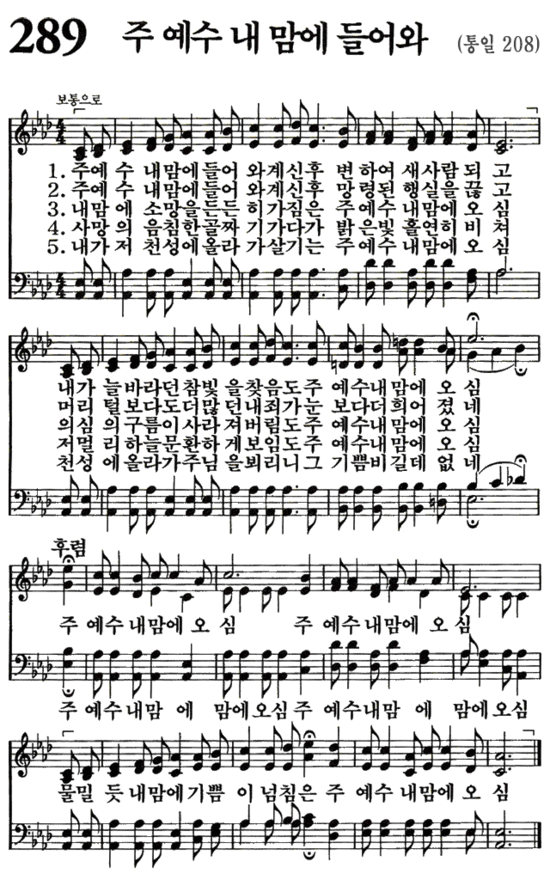 289 주 예수 내 맘에 들어와 (통일 208)
보통으로
1. 주예 수 내맘에들어 와계신후 변 하여 새사람 되 고
2. 주예 수 내맘에들어 와계신후 망 령된 행실을 끊 고
3. 내맘 에 소망을든든 히가짐은 주예수내맘에 오 심
4. 사망 의 음침한골짜 기가다가 밝 은빛 홀연히 비 쳐
5. 내가 저 천성에올라 가살기는 주예수내맘에 오 심
내가 늘바라던참빛 을찾음도주 예수내맘에 오 심
머리 털보다도더많 던내죄가눈 보다더희어 졌 네
의심 의구름이사라 져버림도주 예수내맘에 오 심
저멀 리하늘문환하 게보임도주 예수내맘에 오 심
천성 에올라가주님 을뵈리니그 기쁨비길데 없 네
후렴
주 예수내맘에 오 심 주 예수내맘에 오 심
주 예수내맘 에 맘에오심 주 예수내맘 에 맘에오심
물밀 듯내맘에기쁨 이넘침은 주 예수내맘에 오 심